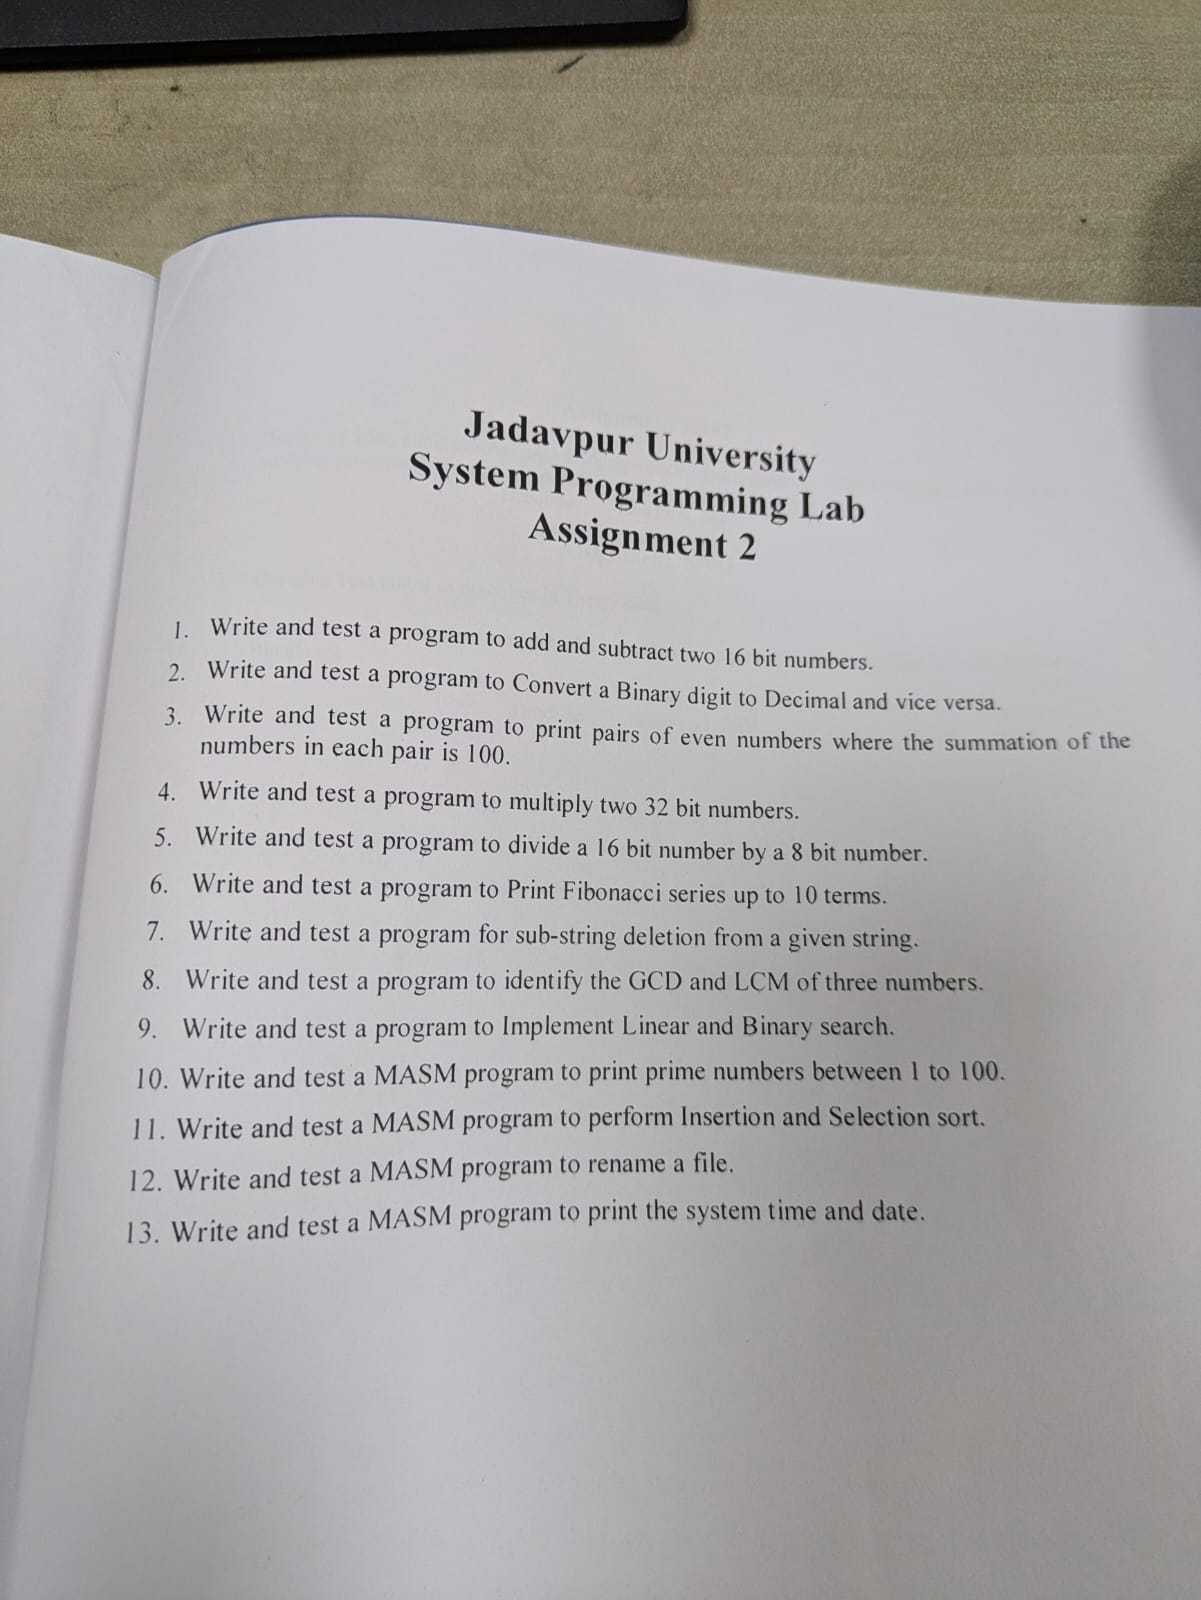 Jadavpur University
System Programming Lab
Assignment 2
1. Write and test a program to add and subtract two 16 bit numbers.
2. Write and test a program to Convert a Binary digit to Decimal and vice versa.
3. Write and test a program to print pairs of even numbers where the summation of the
numbers in each pair is 100.
4. Write and test a program to multiply two 32 bit numbers.
5. Write and test a program to divide a 16 bit number by a 8 bit number.
6. Write and test a program to Print Fibonacci series up to 10 terms.
7. Write and test a program for sub-string deletion from a given string.
8. Write and test a program to identify the GCD and LCM of three numbers.
9. Write and test a program to Implement Linear and Binary search.
10. Write and test a MASM program to print prime numbers between 1 to 100.
11. Write and test a MASM program to perform Insertion and Selection sort.
12. Write and test a MASM program to rename a file.
13. Write and test a MASM program to print the system time and date.